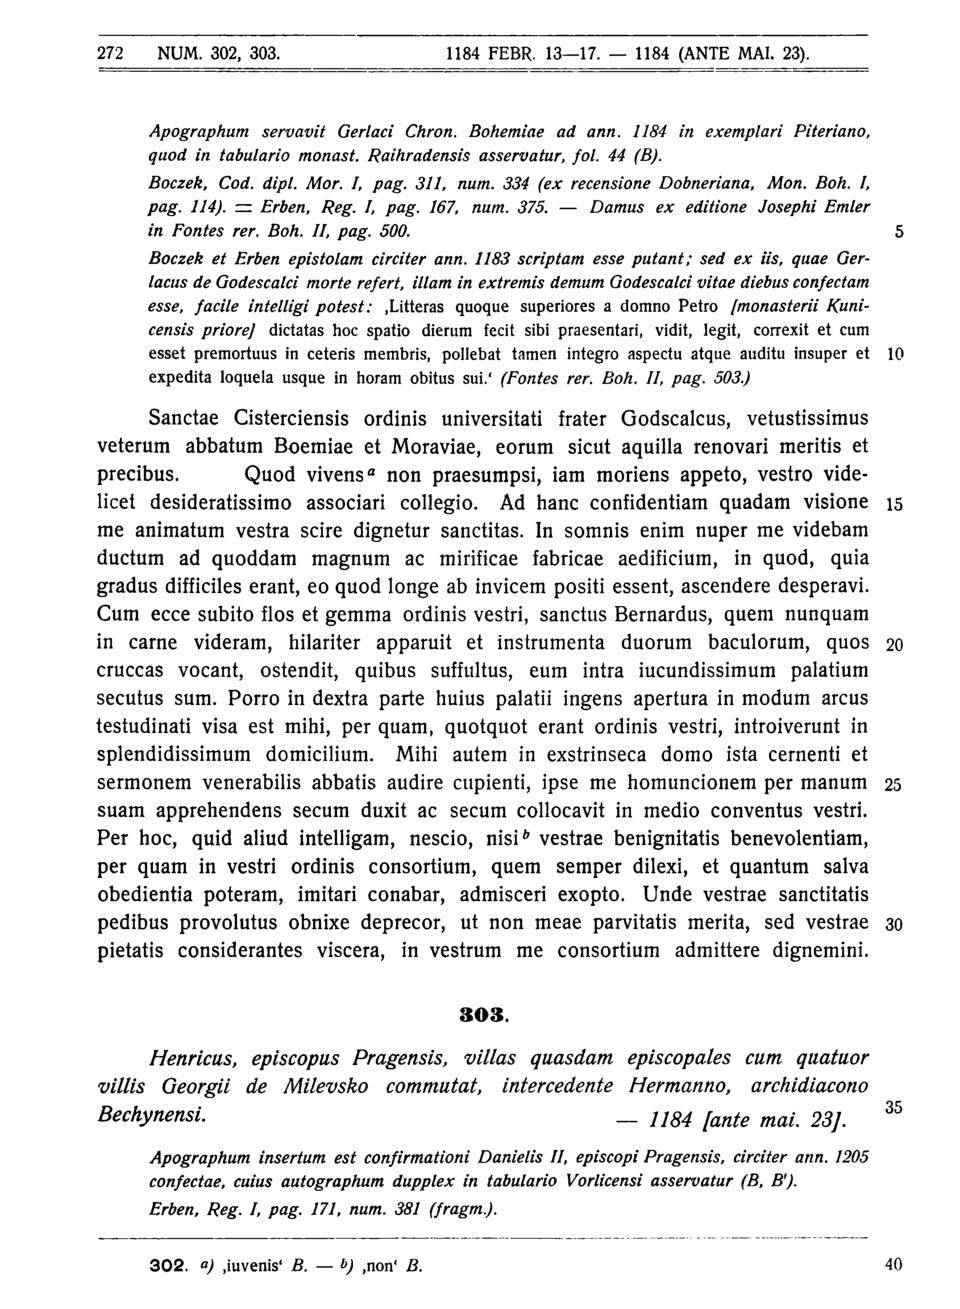 272 NUM. 302, 303. 1184 FEBR. 13—17. — 1184 (ANTE MAI. 23).
Apographum servavit Gerlaci Chron. Bohemiae ad ann. 1184 in exemplari Piteriano,
quod in tabulario monast. Raihradensis asservatur, fol. 44 (B).
Boczek, Cod. dipl. Mor. I, pag. 311, num. 334 (ex recensione Dobneriana, Mon. Boh. I,
pag. 114). = Erben, Reg. I, pag. 167, num. 375. — Damus ex editione Josephi Emler
in Fontes rer. Boh. II, pag. 500. 5
Boczek et Erben epistolam circiter ann. 1183 scriptam esse putant; sed ex iis, quae Ger-
lacus de Godescalci morte refert, illam in extremis demum Godescalci vitae diebus confectam
esse, facile intelligi potest: ‚Litteras quoque superiores a domno Petro [monasterii Kuni-
censis priore] dictatas hoc spatio dierum fecit sibi praesentari, vidit, legit, correxit et cum
esset premortuus in ceteris membris, pollebat tamen integro aspectu atque auditu insuper et 10
expedita loquela usque in horam obitus sui.‘ (Fontes rer. Boh. II, pag. 503.)
Sanctae Cisterciensis ordinis universitati frater Godscalcus, vetustissimus
veterum abbatum Boemiae et Moraviae, eorum sicut aquilla renovari meritis et
precibus. Quod vivens a non praesumpsi, iam moriens appeto, vestro vide-
licet desideratissimo associari collegio. Ad hanc confidentiam quadam visione 15
me animatum vestra scire dignetur sanctitas. In somnis enim nuper me videbam
ductum ad quoddam magnum ac mirificae fabricae aedificium, in quod, quia
gradus difficiles erant, eo quod longe ab invicem positi essent, ascendere desperavi.
Cum ecce subito flos et gemma ordinis vestri, sanctus Bernardus, quem nunquam
in carne videram, hilariter apparuit et instrumenta duorum baculorum, quos 20
cruccas vocant, ostendit, quibus suffultus, eum intra iucundissimum palatium
secutus sum. Porro in dextra parte huius palatii ingens apertura in modum arcus
testudinati visa est mihi, per quam, quotquot erant ordinis vestri, introiverunt in
splendidissimum domicilium. Mihi autem in exstrinseca domo ista cernenti et
sermonem venerabilis abbatis audire cupienti, ipse me homuncionem per manum 25
suam apprehendens secum duxit ac secum collocavit in medio conventus vestri.
Per hoc, quid aliud intelligam, nescio, nisi b vestrae benignitatis benevolentiam,
per quam in vestri ordinis consortium, quem semper dilexi, et quantum salva
obedientia poteram, imitari conabar, admisceri exopto. Unde vestrae sanctitatis
pedibus provolutus obnixe deprecor, ut non meae parvitatis merita, sed vestrae 30
pietatis considerantes viscera, in vestrum me consortium admittere dignemini.
303.
Henricus, episcopus Pragensis, villas quasdam episcopales cum quatuor
villis Georgii de Milevsko commutat, intercedente Hermanno, archidiacono
Bechynensi. — 1184 [ante mai. 23]. 35
Apographum insertum est confirmationi Danielis II, episcopi Pragensis, circiter ann. 1205
confectae, cuius autographum dupplex in tabulario Vorlicensi asservatur (B, B').
Erben, Reg. I, pag. 171, num. 381 (fragm.).
302. a) ‚iuvenis‘ B. — b) ‚non‘ B. 40